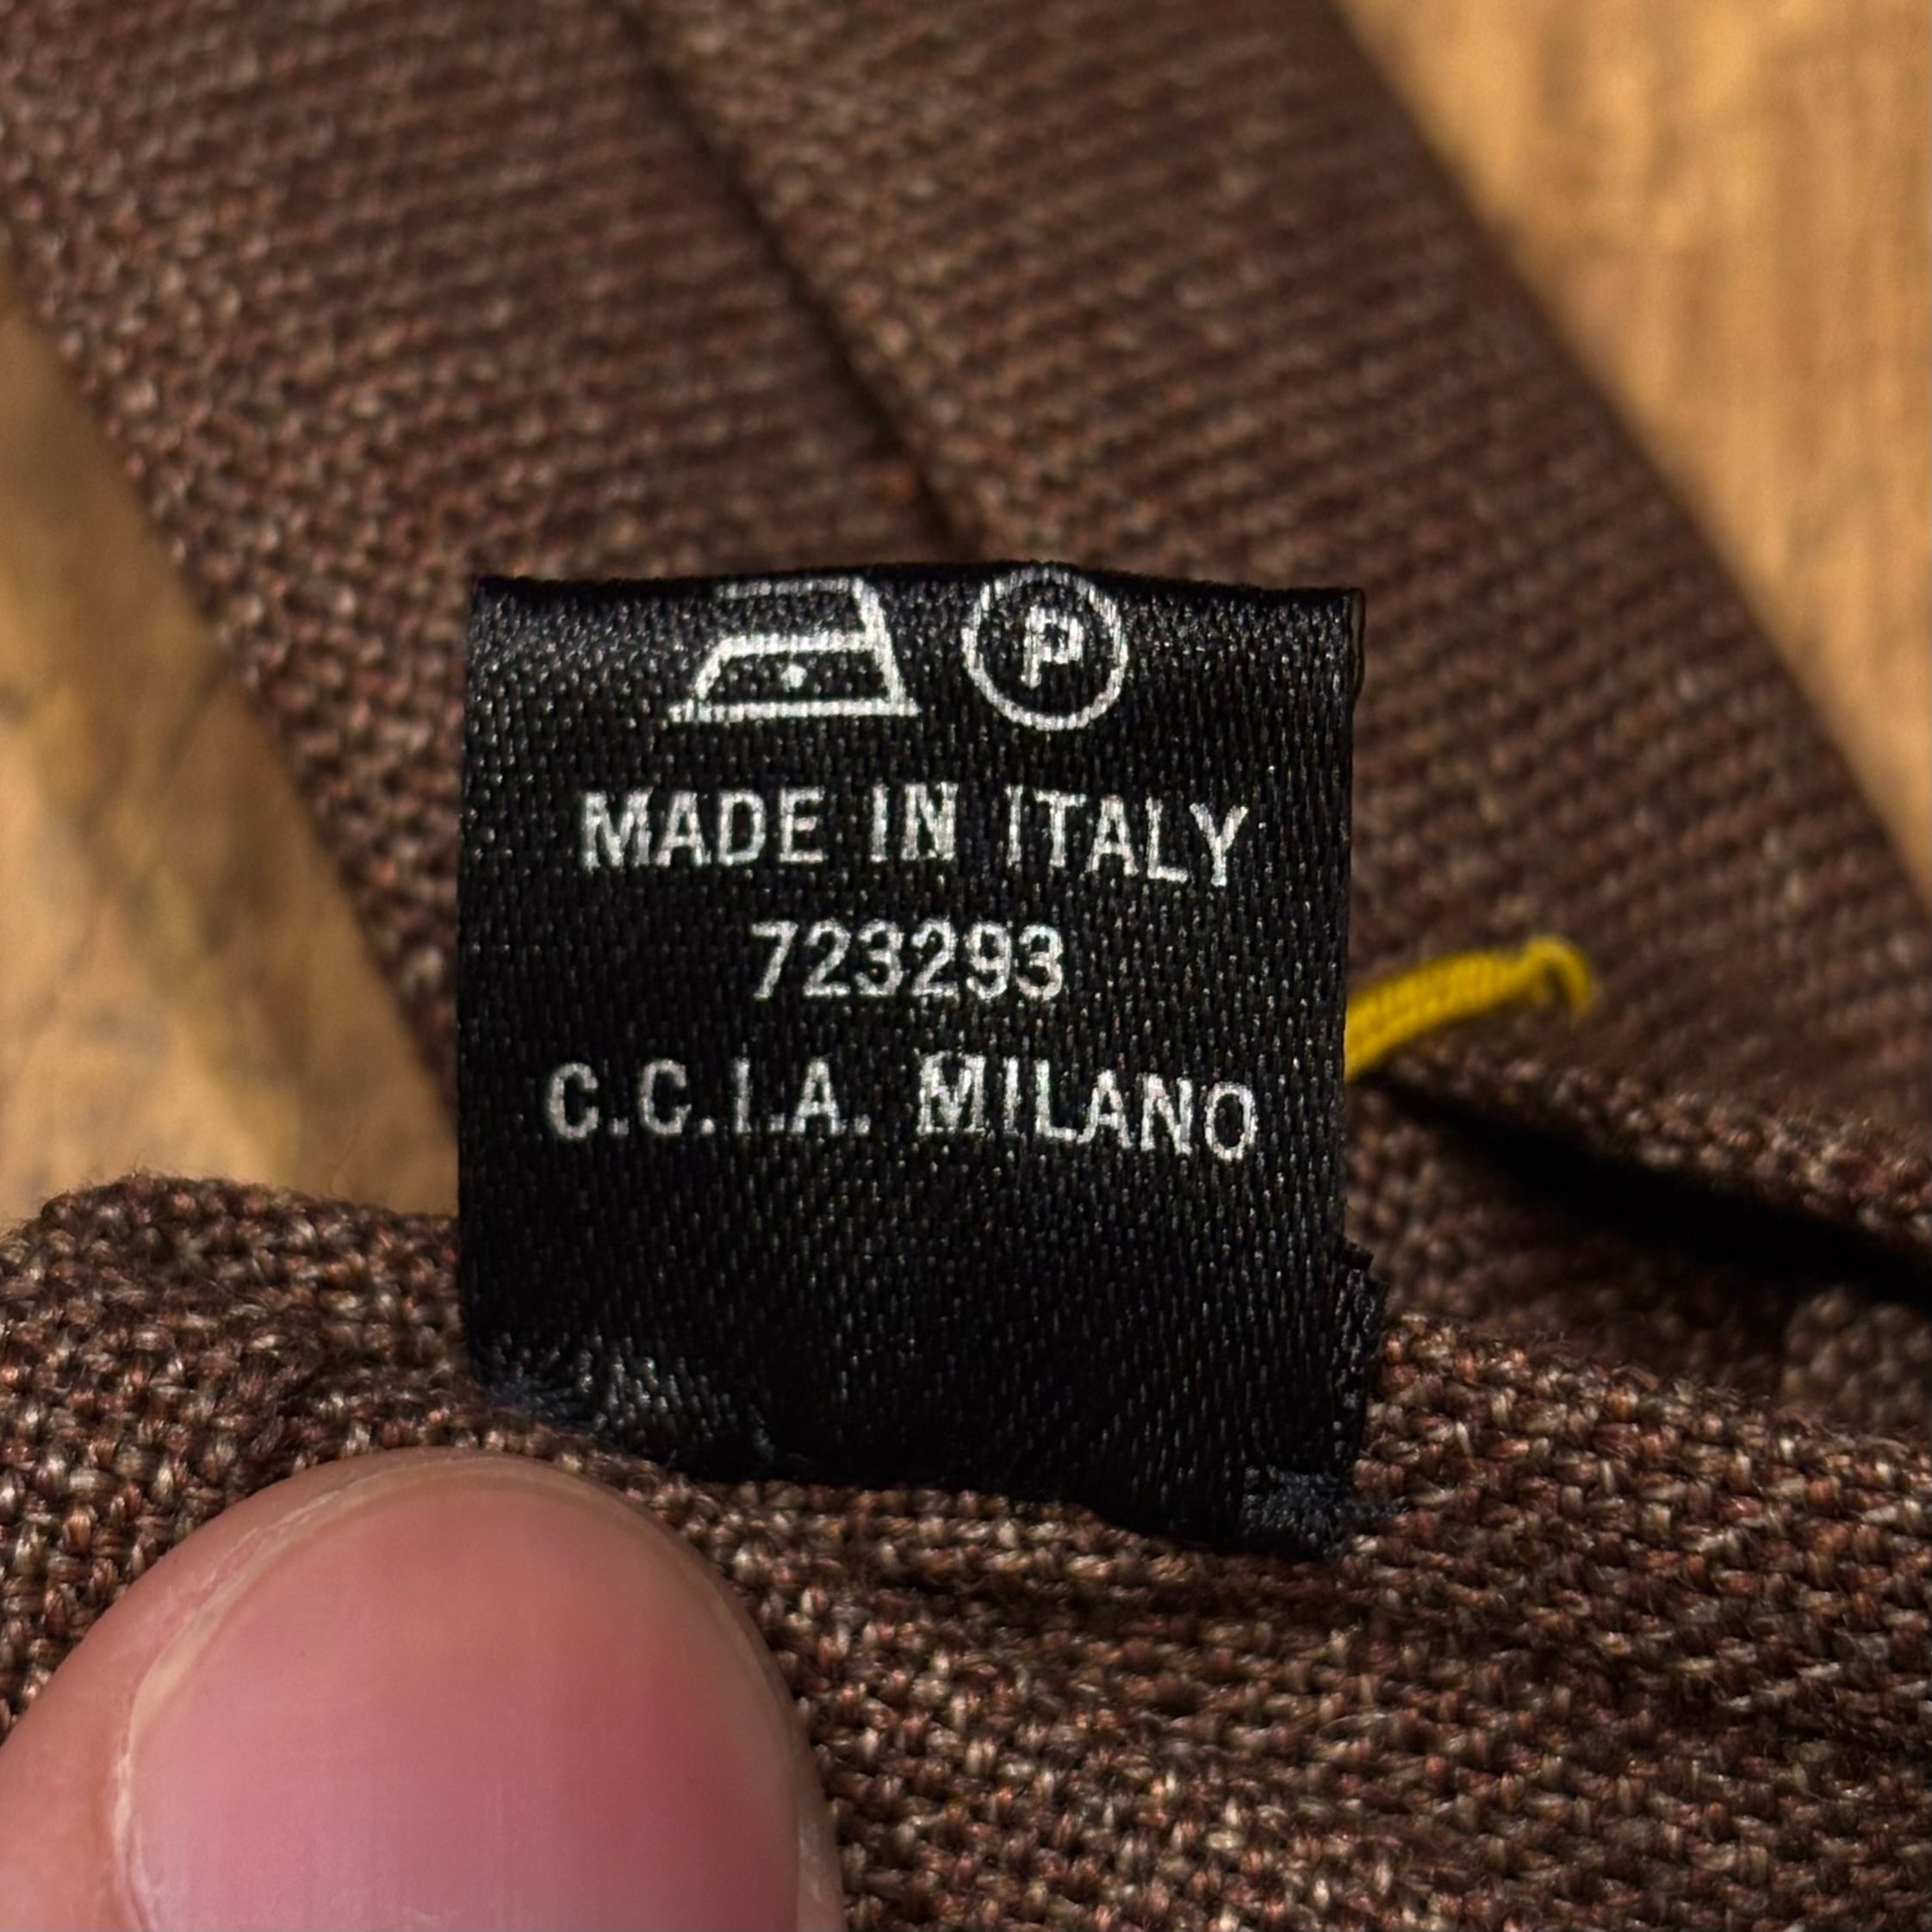 P
MADE IN ITALY
723293
C.C.I.A. MILANO